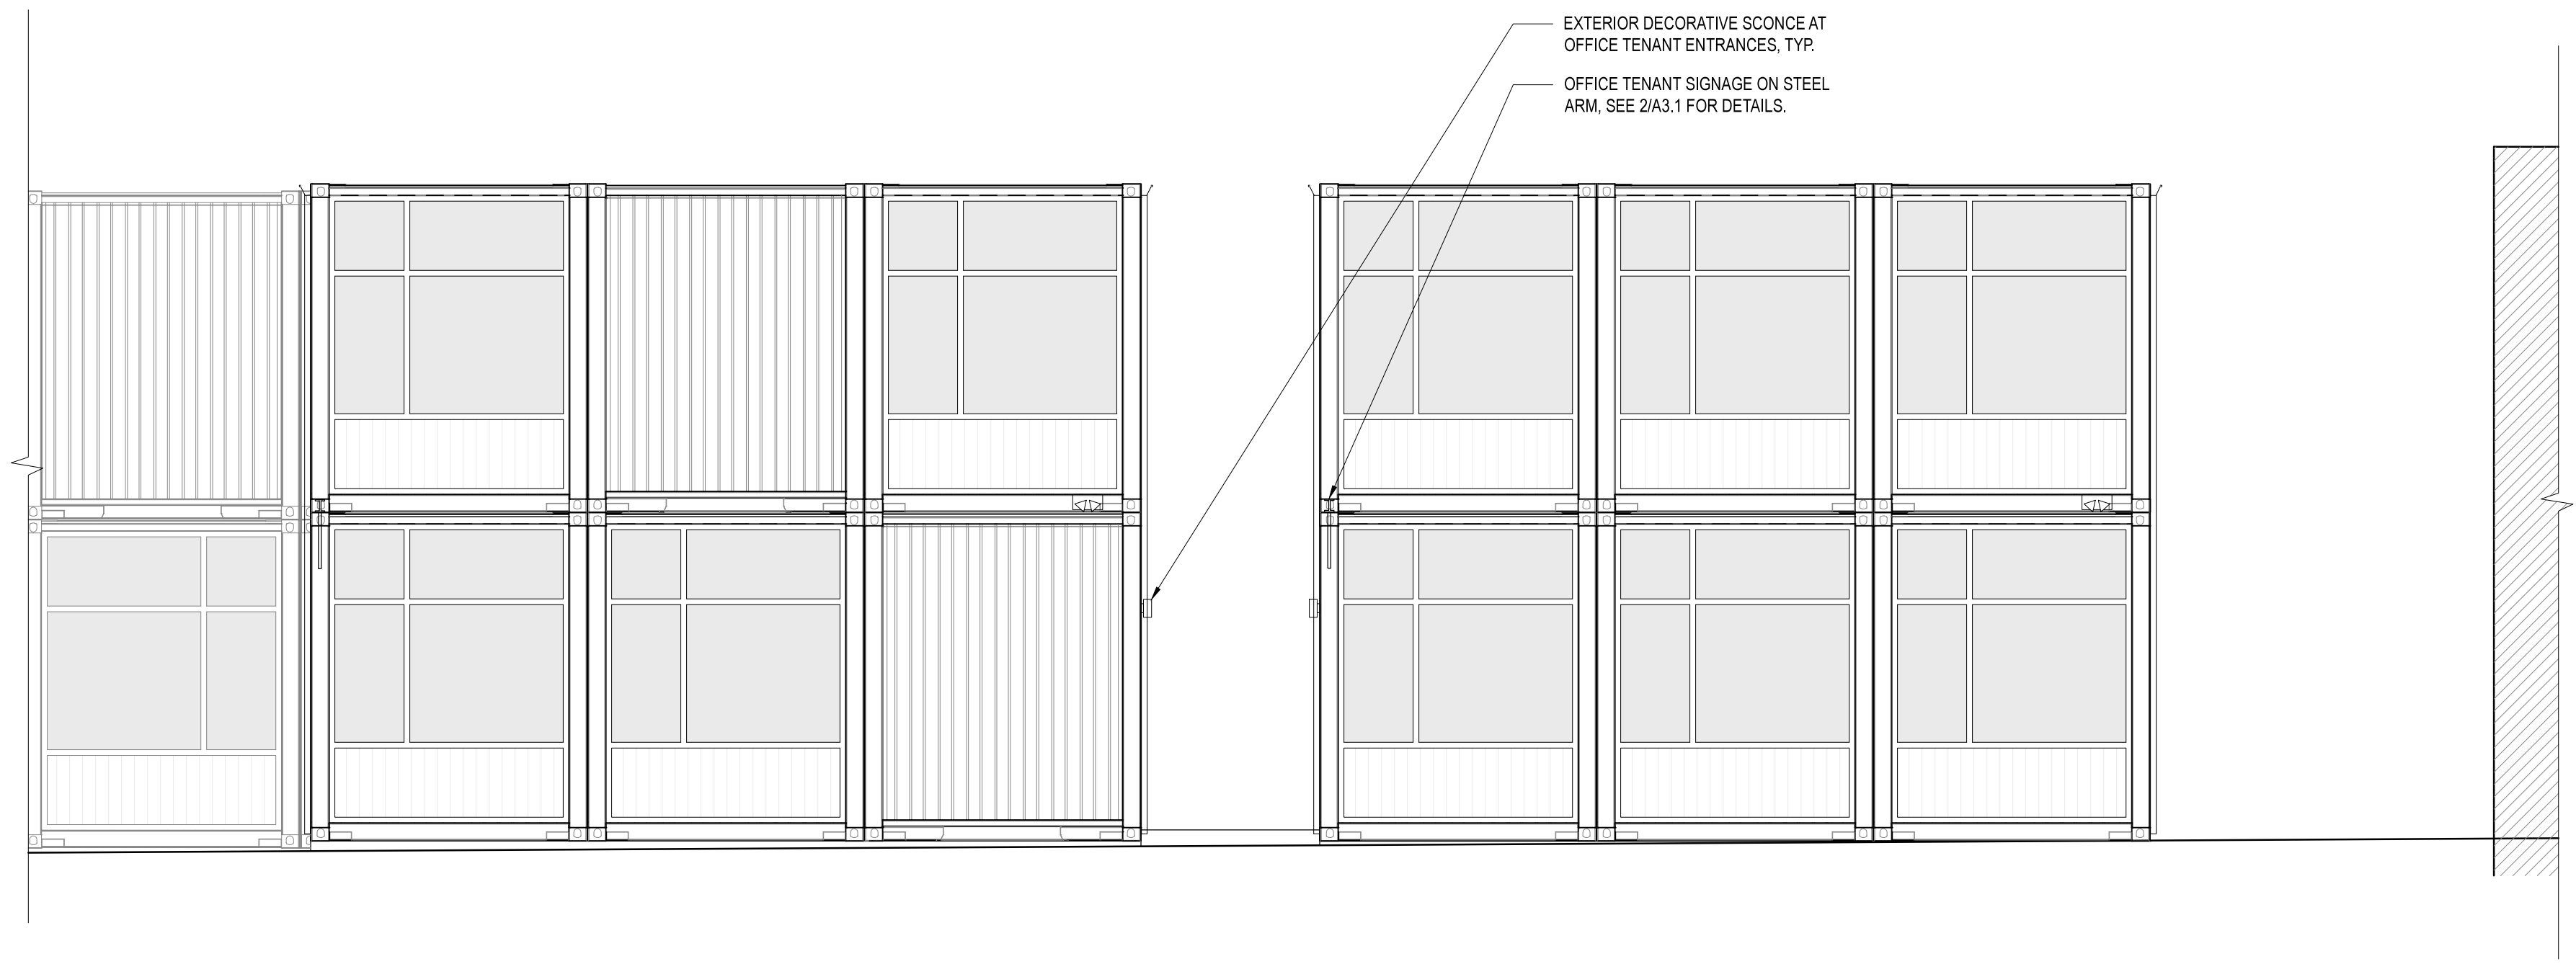 EXTERIOR DECORATIVE SCONCE AT
OFFICE TENANT ENTRANCES, TYP.
OFFICE TENANT SIGNAGE ON STEEL
ARM, SEE 2/A3.1 FOR DETAILS.